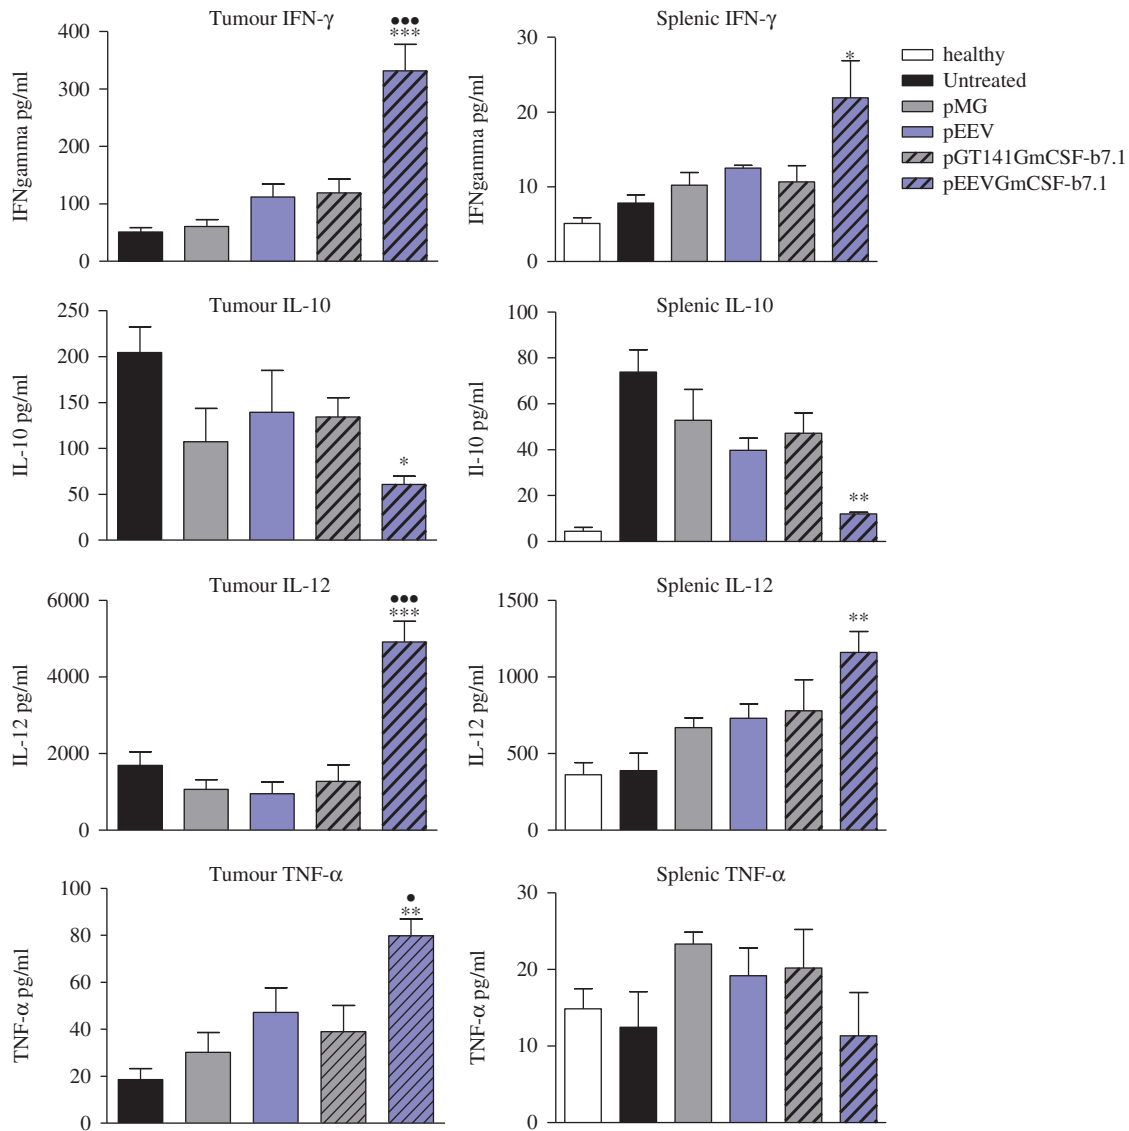 Tumour IFN-γ
400
300
200
100
0
IFNgamma pg/ml
●●●
***
Splenic IFN-γ
30
20
10
0
IFNgamma pg/ml
*
healthy
Untreated
pMG
pEEV
pGT141GmCSF-b7.1
pEEVGmCSF-b7.1
Tumour IL-10
250
200
150
100
50
0
IL-10 pg/ml
*
Splenic IL-10
100
80
60
40
20
0
Il-10 pg/ml
**
Tumour IL-12
6000
4000
2000
0
IL-12 pg/ml
●●●
***
Splenic IL-12
1500
1000
500
0
IL-12 pg/ml
**
Tumour TNF-α
100
80
60
40
20
0
TNF-α pg/ml
●
**
Splenic TNF-α
30
20
10
0
TNF-α pg/ml